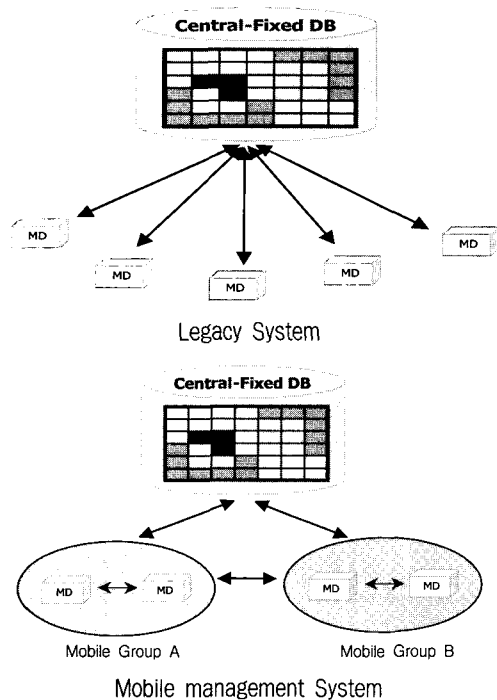 Central-Fixed DB
MD
MD
MD
MD
MD
Legacy System
Central-Fixed DB
MD
MD
MD
MD
Mobile Group A
Mobile Group B
Mobile management System